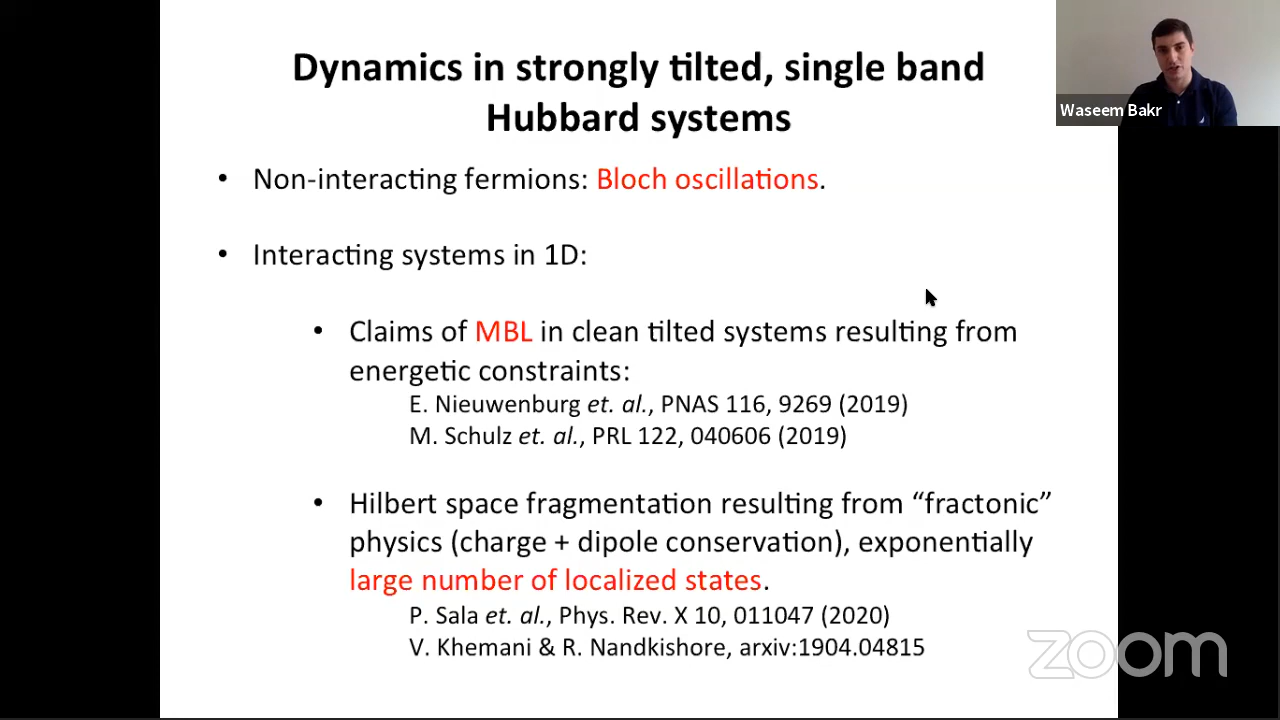 Dynamics in strongly tilted, single band
Hubbard systems
Waseem Bakr
• Non-interacting fermions: Bloch oscillations.
• Interacting systems in 1D:
• Claims of MBL in clean tilted systems resulting from
energetic constraints:
E. Nieuwenburg et. al., PNAS 116, 9269 (2019)
M. Schulz et. al., PRL 122, 040606 (2019)
• Hilbert space fragmentation resulting from “fractonic”
physics (charge + dipole conservation), exponentially
large number of localized states.
P. Sala et. al., Phys. Rev. X 10, 011047 (2020)
V. Khemani & R. Nandkishore, arxiv:1904.04815
zoom